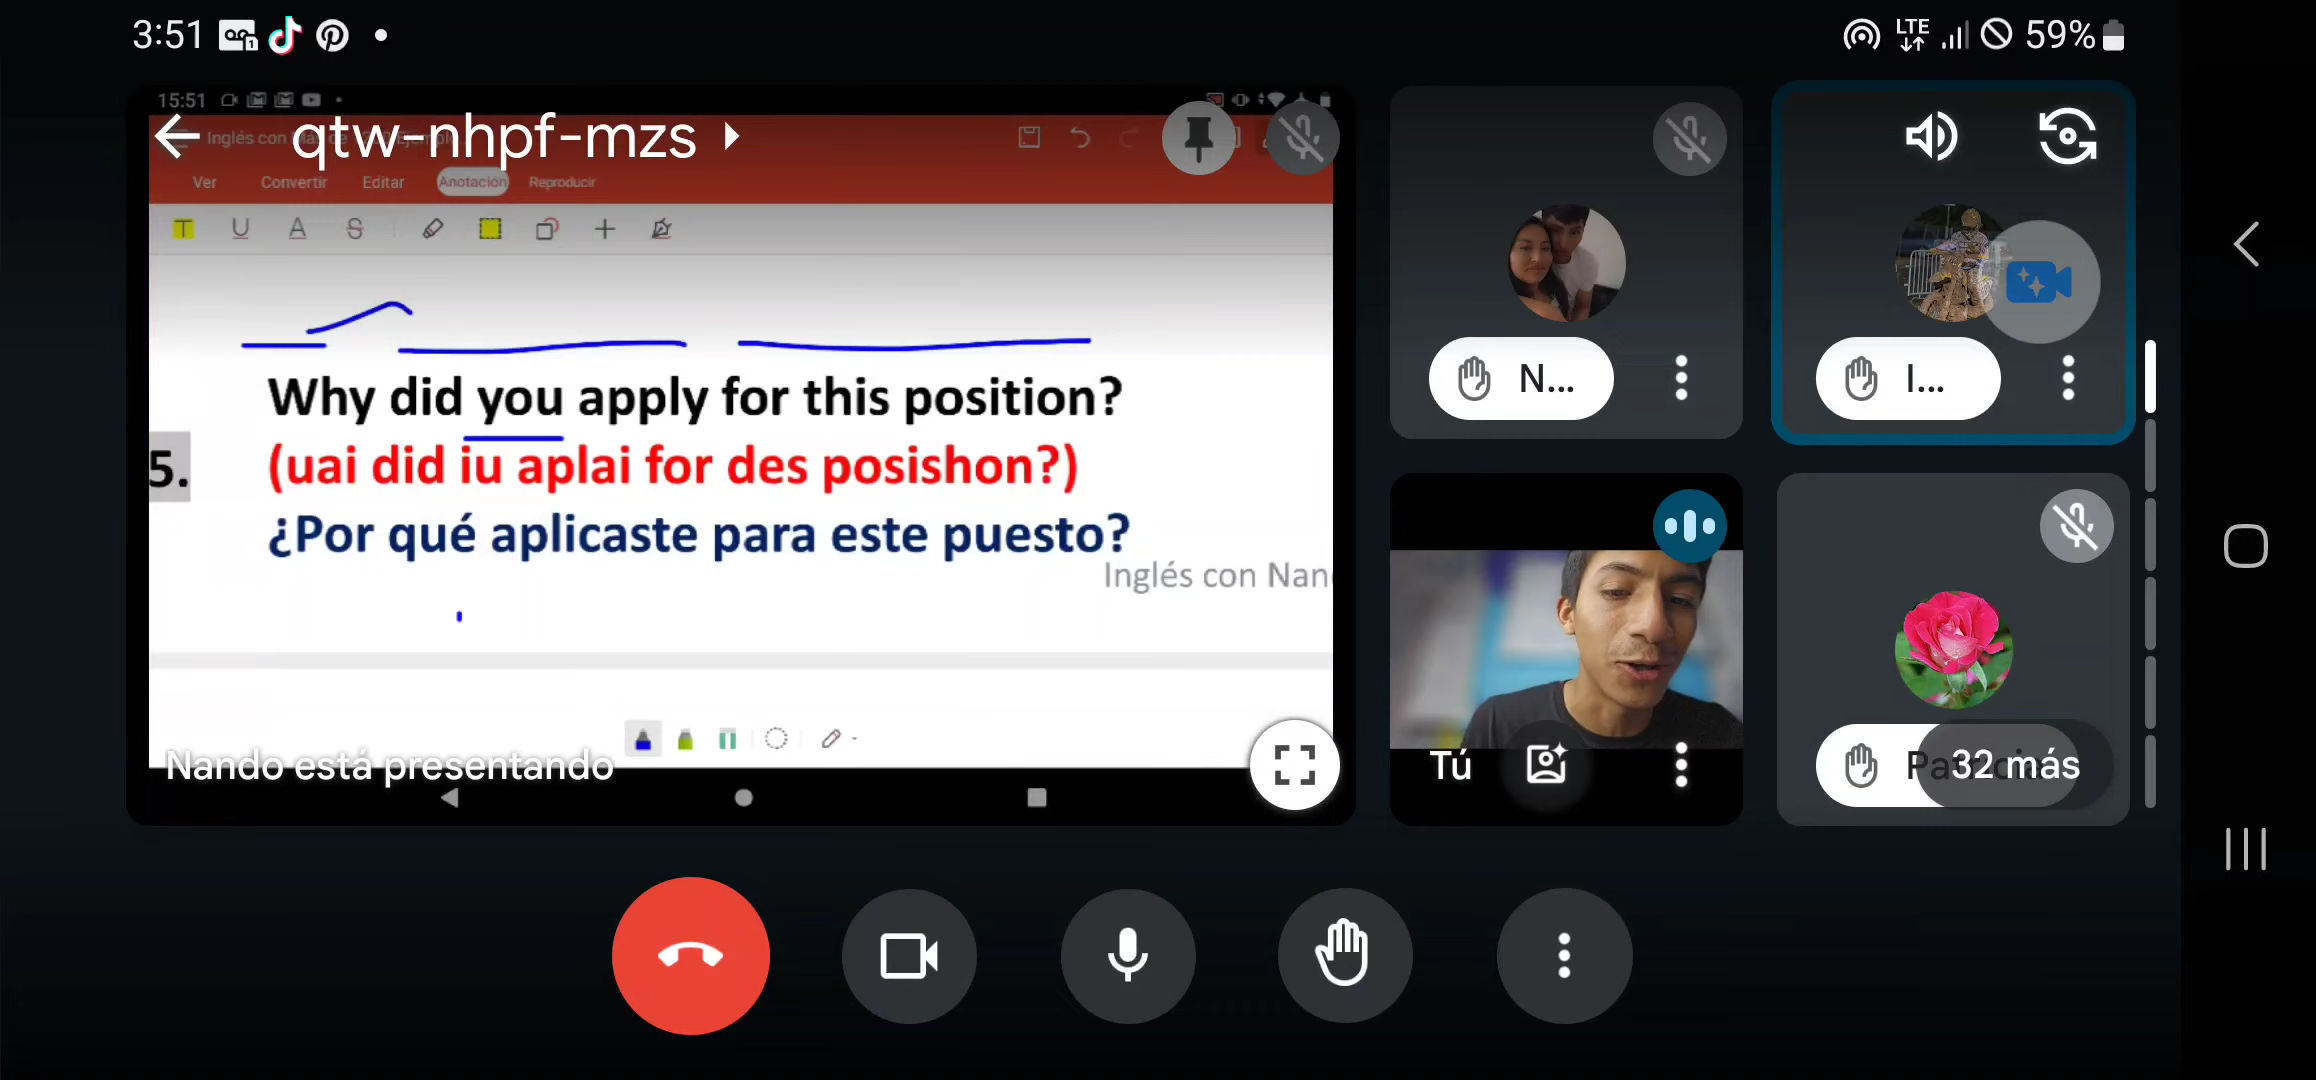 3:51
LTE
59%
15:51
Inglés con
qtw-nhpf-mzs
Ver Convertir Editar Anotación Reproducir
Why did you apply for this position?
5. (uai did iu aplai for des posishon?)
¿Por qué aplicaste para este puesto?
Inglés con Nan
Nando está presentando
N...
I...
Tú
32 más